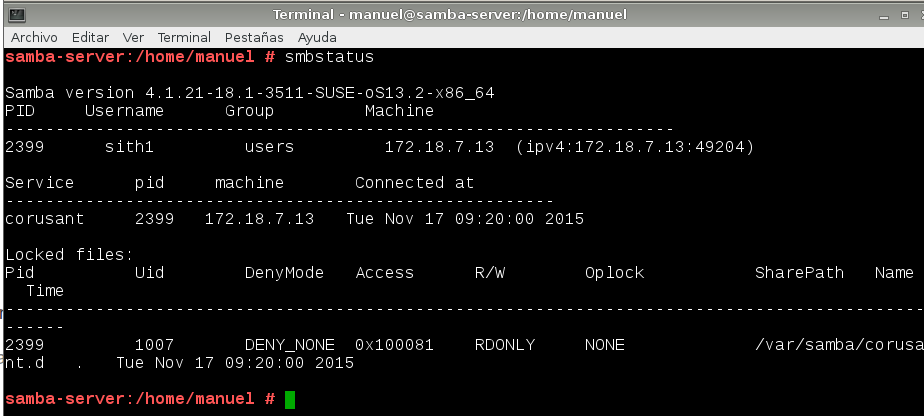 Terminal - manuel@samba-server:/home/manuel
Archivo Editar Ver Terminal Pestañas Ayuda
samba-server:/home/manuel # smbstatus
Samba version 4.1.21-18.1-3511-SUSE-oS13.2-x86_64
PID Username Group Machine
-------------------------------------------------------------------
2399 sith1 users 172.18.7.13 (ipv4:172.18.7.13:49204)
Service pid machine Connected at
-------------------------------------------------------
corusant 2399 172.18.7.13 Tue Nov 17 09:20:00 2015
Locked files:
Pid Uid DenyMode Access R/W Oplock SharePath Name
Time
--------------------------------------------------------------------------------------------
------
2399 1007 DENY_NONE 0x100081 RDONLY NONE /var/samba/corusa
nt.d . Tue Nov 17 09:20:00 2015
samba-server:/home/manuel #